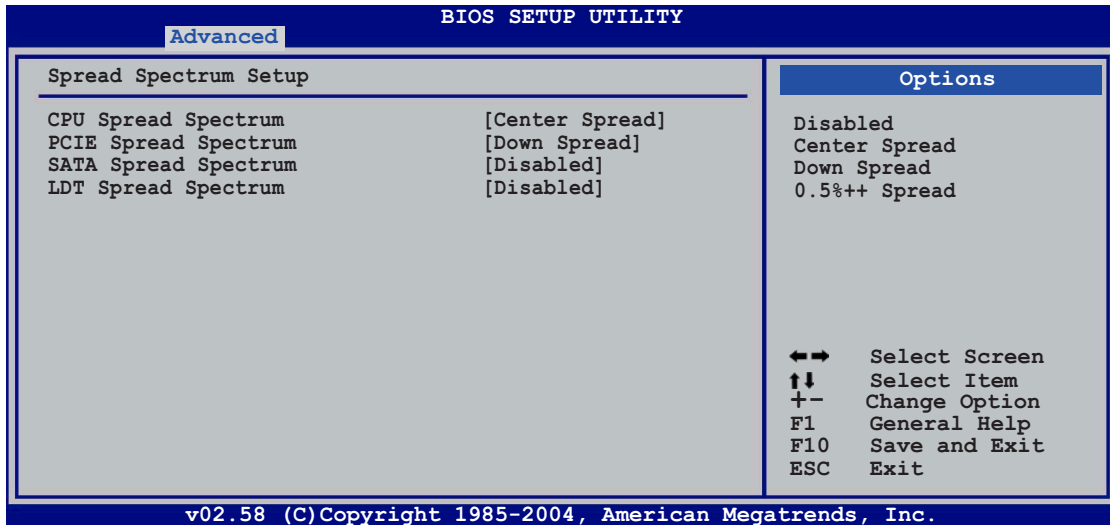 BIOS SETUP UTILITY
Advanced
Spread Spectrum Setup
CPU Spread Spectrum [Center Spread]
PCIE Spread Spectrum [Down Spread]
SATA Spread Spectrum [Disabled]
LDT Spread Spectrum [Disabled]
Options
Disabled
Center Spread
Down Spread
0.5%++ Spread
←→ Select Screen
↑↓ Select Item
+- Change Option
F1 General Help
F10 Save and Exit
ESC Exit
v02.58 (C)Copyright 1985-2004, American Megatrends, Inc.